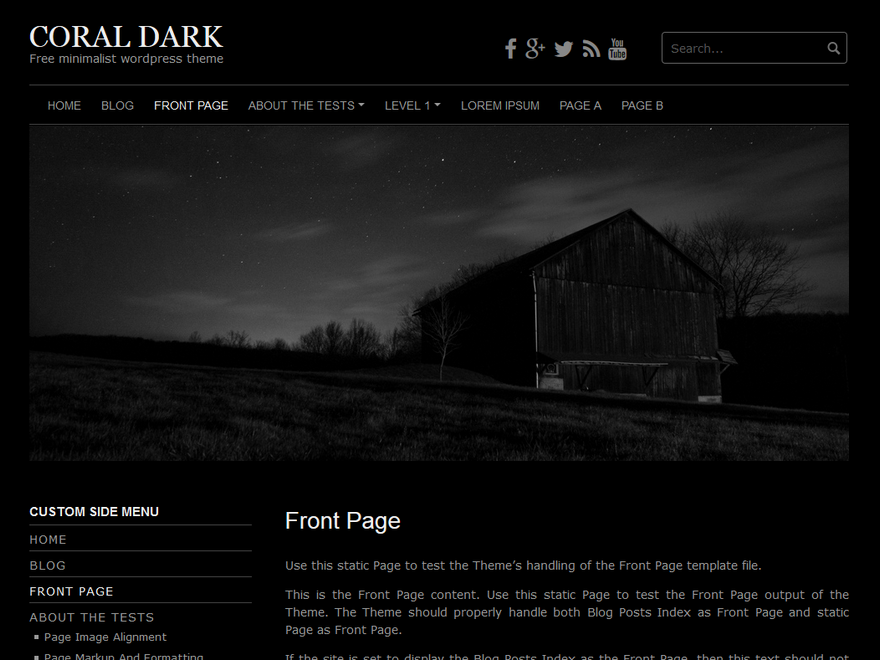 CORAL DARK
Free minimalist wordpress theme
You
Tube
Search...
HOME BLOG FRONT PAGE ABOUT THE TESTS LEVEL 1 LOREM IPSUM PAGE A PAGE B
CUSTOM SIDE MENU
HOME
BLOG
FRONT PAGE
ABOUT THE TESTS
Page Image Alignment
Page Markup And Formatting
Front Page
Use this static Page to test the Theme's handling of the Front Page template file.
This is the Front Page content. Use this static Page to test the Front Page output of the
Theme. The Theme should properly handle both Blog Posts Index as Front Page and static
Page as Front Page.
If the site is set to display the Blog Posts Index as the Front Page, then this text should not